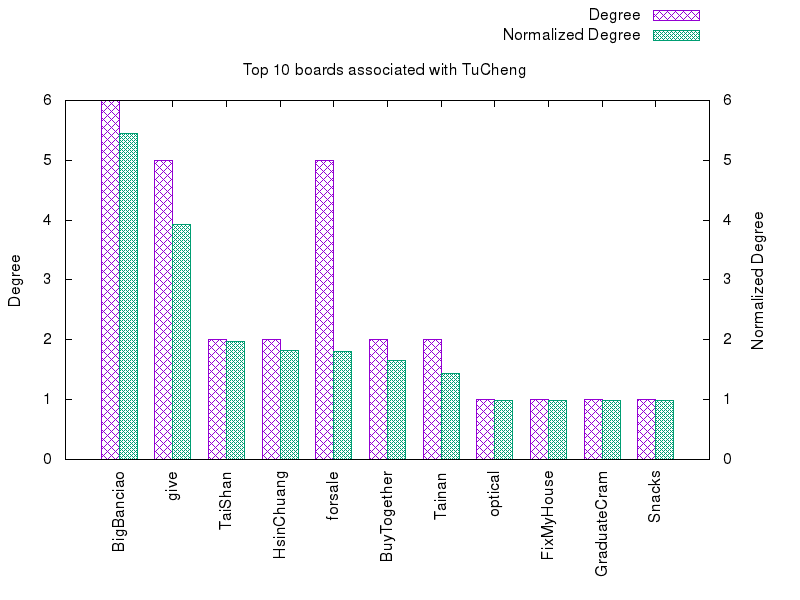 Degree
Normalized Degree
Top 10 boards associated with TuCheng
6
5
4
3
2
1
0
Degree
6
5
4
3
2
1
0
Normalized Degree
BigBanciao
give
TaiShan
HsinChuang
forsale
BuyTogether
Tainan
optical
FixMyHouse
GraduateCram
Snacks